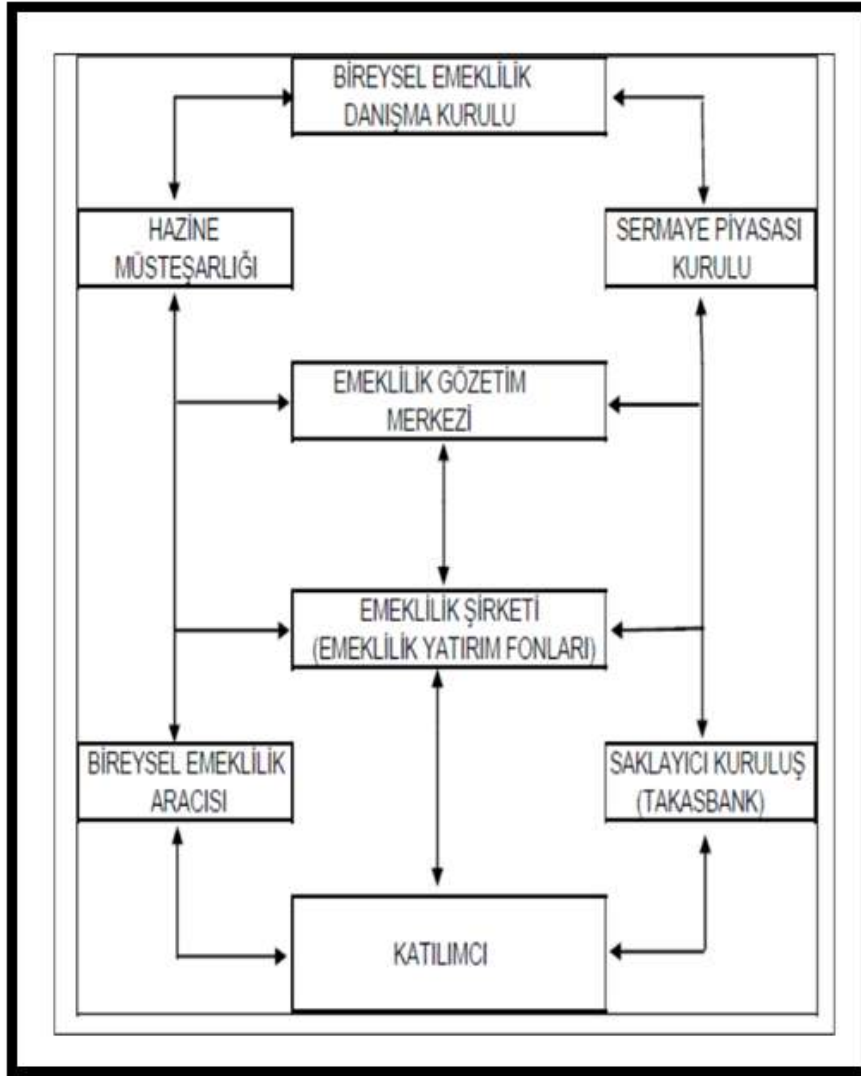 BİREYSEL EMEKLİLİK
DANIŞMA KURULU
HAZİNE
MÜSTEŞARLIĞI
SERMAYE PİYASASI
KURULU
EMEKLİLİK GÖZETİM
MERKEZİ
EMEKLİLİK ŞİRKETİ
(EMEKLİLİK YATIRIM FONLARI)
BİREYSEL EMEKLİLİK
ARACISI
SAKLAYICI KURULUŞ
(TAKASBANK)
KATILIMCI